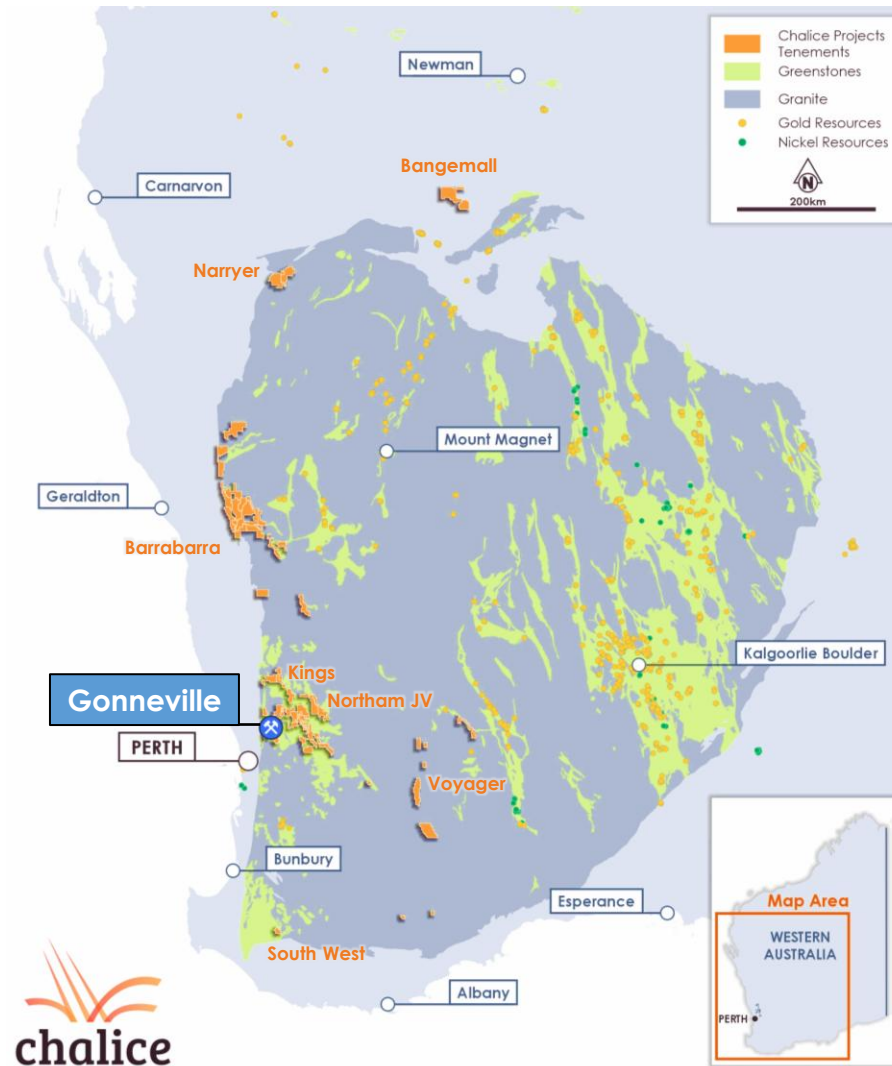 Chalice Projects
Tenements
Greenstones
Granite
Gold Resources
Nickel Resources
N
200km
Newman
Bangemall
Carnarvon
Narryer
Mount Magnet
Geraldton
Barrabarra
Kalgoorlie Boulder
Kings
Gonneville
Northam JV
PERTH
Voyager
Bunbury
Esperance
South West
Albany
Map Area
WESTERN
AUSTRALIA
PERTH
chalice